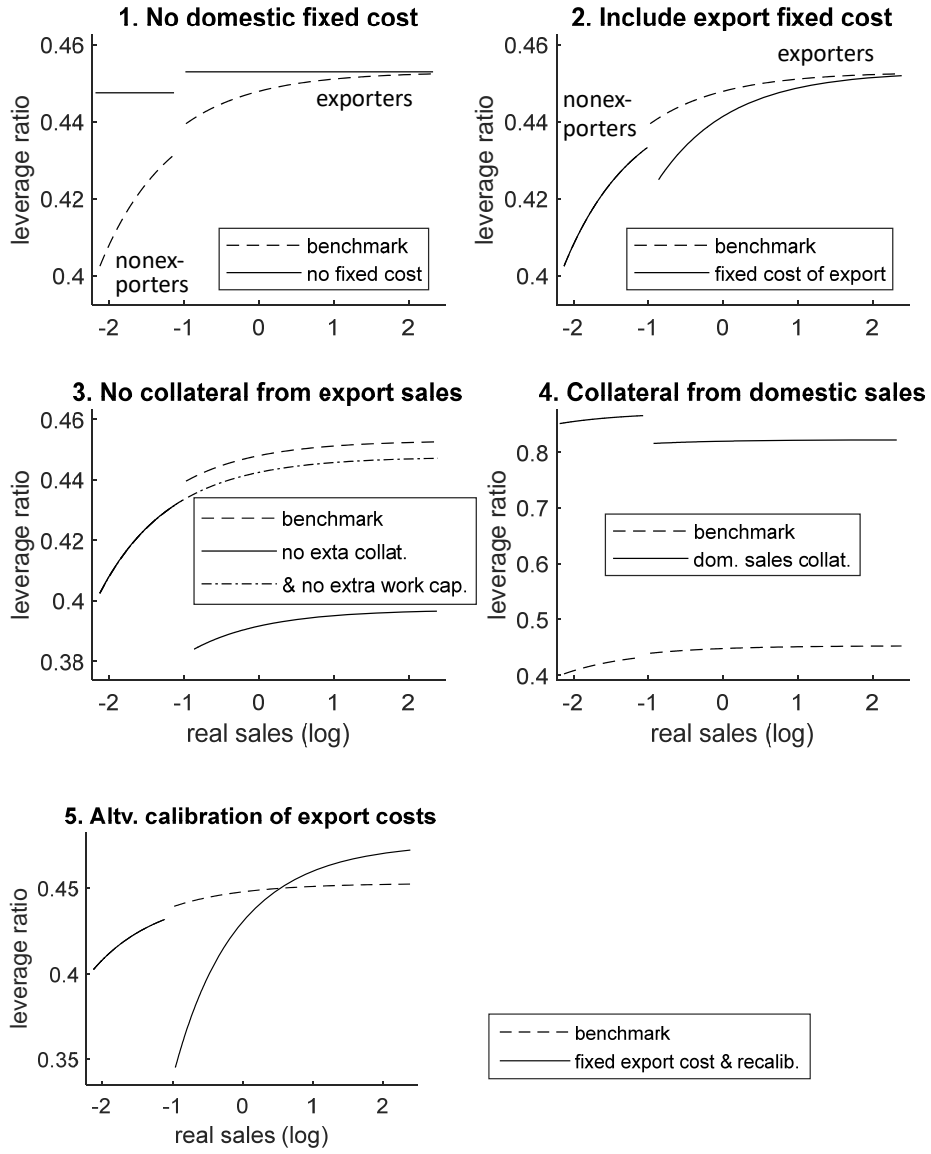 1. No domestic fixed cost
0.46
0.44
0.42
0.4
leverage ratio
exporters
nonex-
porters
benchmark
no fixed cost
-2
-1
0
1
2
2. Include export fixed cost
0.46
0.44
0.42
0.4
leverage ratio
exporters
nonex-
porters
benchmark
fixed cost of export
-2
-1
0
1
2
3. No collateral from export sales
0.46
0.44
0.42
0.4
0.38
leverage ratio
benchmark
no exta collat.
& no extra work cap.
-2
-1
0
1
2
real sales (log)
4. Collateral from domestic sales
0.8
0.7
0.6
0.5
0.4
leverage ratio
benchmark
dom. sales collat.
-2
-1
0
1
2
real sales (log)
5. Altv. calibration of export costs
0.45
0.4
0.35
leverage ratio
-2
-1
0
1
2
real sales (log)
benchmark
fixed export cost & recalib.